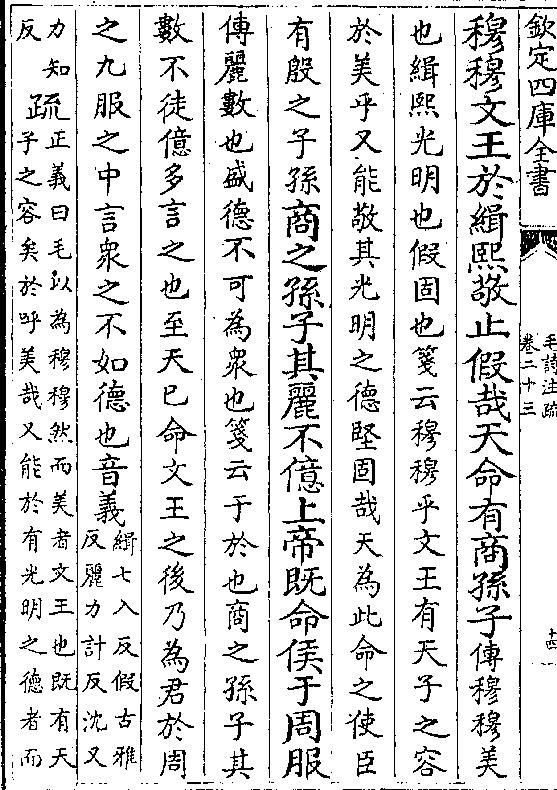 欽定四庫全書
毛詩注疏
卷二十三
十四
穆穆文王於緝熙敬止假哉天命有商孫子傳穆穆美
也緝熙光明也假固也箋云穆穆乎文王有天子之容
於美乎又能敬其光明之德堅固哉天為此命之使臣
有殷之子孫商之孫子其麗不億上帝既命侯于周服
傳麗數也盛德不可為衆也箋云于於也商之孫子其
數不徒億多言之也至天已命文王之後乃為君於周
之九服之中言衆之不如德也音義
緝七入反假古雅
反麗力計反沈又
力知
反
疏
正義曰毛以為穆穆然而美者文王也既有天
子之容矣於呼美哉又能於有光明之德者而